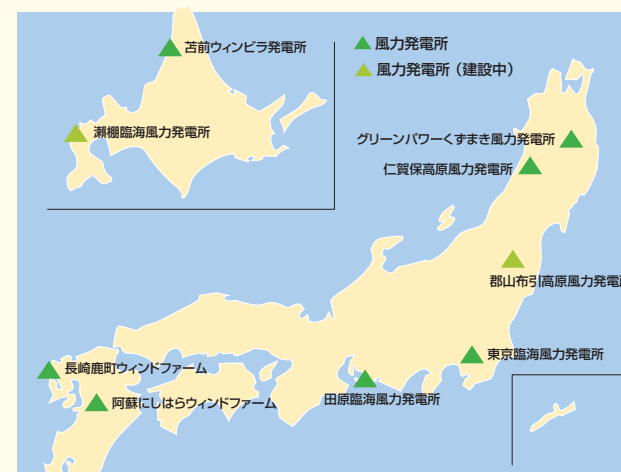 苫前ウィンビラ発電所
風力発電所
風力発電所（建設中）
瀬棚臨海風力発電所
グリーンパワーくずまき風力発電所
仁賀保高原風力発電所
郡山布引高原風力発電所
東京臨海風力発電所
長崎鹿町ウィンドファーム
田原臨海風力発電所
阿蘇にしはらウィンドファーム